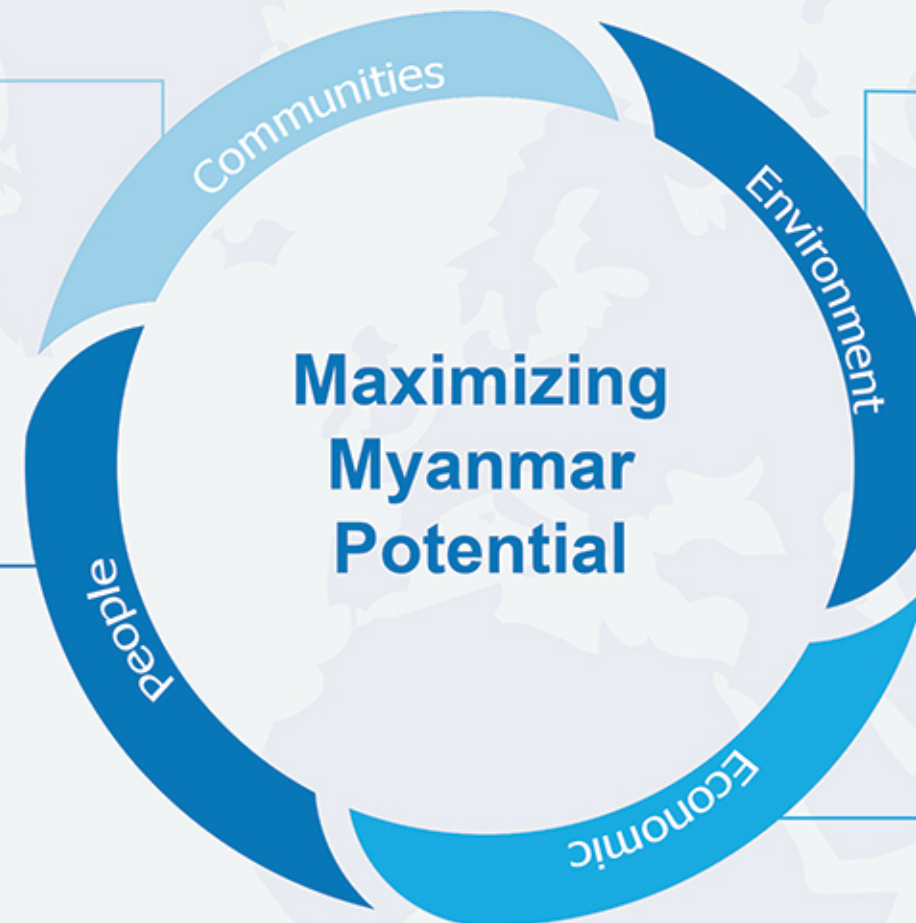 Communities
Environment
Maximizing
Myanmar
Potential
People
Economic